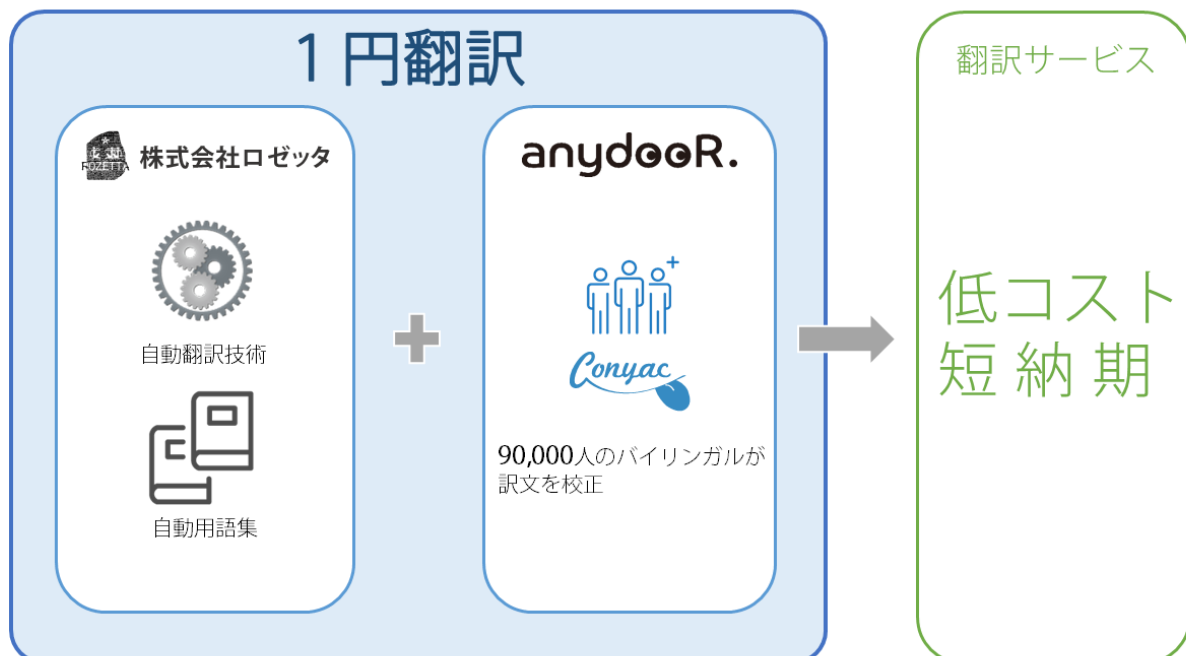 １円翻訳
翻訳サービス
ROZETTA
株式会社ロゼッタ
anydooR.
自動翻訳技術
自動用語集
Conyac
90,000人のバイリンガルが
訳文を校正
低コスト
短納期